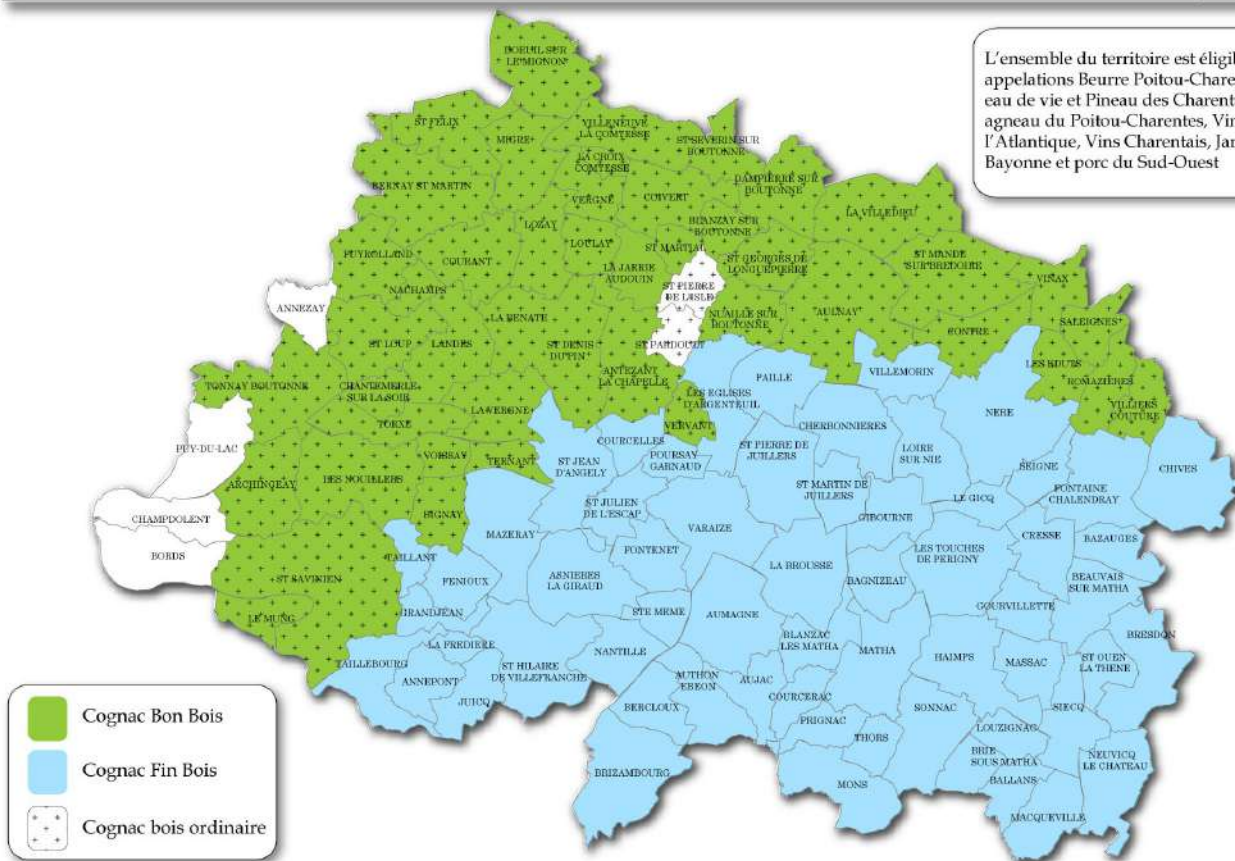 L'ensemble du territoire est
appelations Beurre
eau de vie et Pineau des
agneau du Poitou-Charentes,
l'Atlantique, Vins Charentais,
Bayonne et porc du Sud-Ouest
DOEUIL SUR
LE MIGNON
ST FELIX
MIGRE
VILLENEUVE
LA COMTESSE
ST SEVERIN SUR
BOUTONNE
LA CROIX
COMTESSE
BERNAY ST MARTIN
VERGNE
COIVERT
DAMPIERRE SUR
BOUTONNE
LOZAY
BLANZAY SUR
BOUTONNE
LA VILLEDIEU
PUYROLLAND
COURANT
LOULAY
ST MARTIAL
ST GEORGES DE
LONGUEPIERRE
ST MANDE
SUR BREDOIRE
VINAX
LA JARRIE
AUDOUIN
NACHAMPS
ST PIERRE
DE L'ISLE
ANNEZAY
LA BENATE
NUAILLE SUR
BOUTONNE
AULNAY
SALEIGNES
CONTRE
ST LOUP
LANDES
ST DENIS
DU PIN
ST PARDOULT
LES EDUTS
ANTEZANT
LA CHAPELLE
PAILLE
VILLEMORIN
ROMAZIÈRES
TONNAY BOUTONNE
CHANTEMERLE
SUR LA SOIE
LES EGLISES
D'ARGENTEUIL
VILLIERS
COUTURE
LA VERGNE
NERE
TORXE
VERVANT
CHERBONNIERES
COURCELLES
PUY-DU-LAC
VOISSAY
TERNANT
ST JEAN
D'ANGELY
POURSAY
GARNAUD
ST PIERRE DE
JUILLERS
LOIRE
SUR NIE
SEIGNE
CHIVES
ARCHINGEAY
LES NOUILLERS
ST MARTIN DE
JUILLERS
LE GICQ
FONTAINE
CHALENDRAY
BIGNAY
ST JULIEN
DE L'ESCAP
GIBOURNE
CHAMPDOLENT
MAZERAY
VARAIZE
CRESSE
BAZAUGES
BORDS
TAILLANT
FONTENET
LES TOUCHES
DE PERIGNY
ST SAVINIEN
FENIOUX
ASNIERES
LA GIRAUD
LA BROUSSE
BAGNIZEAU
BEAUVAIS
SUR MATHA
GOURVILLETTE
LE MUNG
GRANDJEAN
STE MEME
AUMAGNE
BLANZAC
LES MATHA
BRESDON
LA FREDIERE
NANTILLE
MATHA
HAIMPS
MASSAC
ST OUEN
LA THENE
TAILLEBOURG
ST HILAIRE
DE VILLEFRANCHE
ANNEPONT
AUTHON
EBEON
AUJAC
COURCERAC
JUICQ
BERCLOUX
SONNAC
SIECQ
PRIGNAC
LOUZIGNAC
THORS
BRIE
SOUS MATHA
NEUVICQ
LE CHATEAU
BRIZAMBOURG
MONS
BALLANS
MACQUEVILLE
Cognac Bon Bois
Cognac Fin Bois
Cognac bois ordinaire